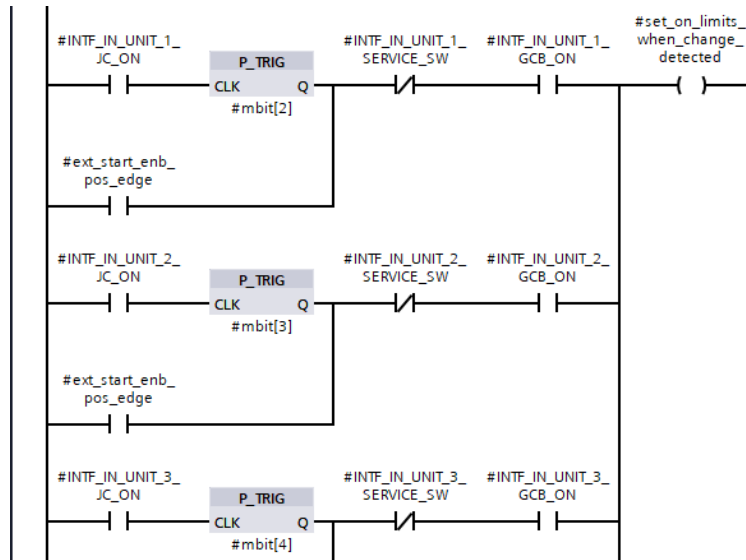 #set_on_limits_
when_change_
detected
#INTF_IN_UNIT_1_
JC_ON
P_TRIG
CLK Q
#mbit[2]
#INTF_IN_UNIT_1_
SERVICE_SW
#INTF_IN_UNIT_1_
GCB_ON
#ext_start_enb_
pos_edge
#INTF_IN_UNIT_2_
JC_ON
P_TRIG
CLK Q
#mbit[3]
#INTF_IN_UNIT_2_
SERVICE_SW
#INTF_IN_UNIT_2_
GCB_ON
#ext_start_enb_
pos_edge
#INTF_IN_UNIT_3_
JC_ON
P_TRIG
CLK Q
#mbit[4]
#INTF_IN_UNIT_3_
SERVICE_SW
#INTF_IN_UNIT_3_
GCB_ON